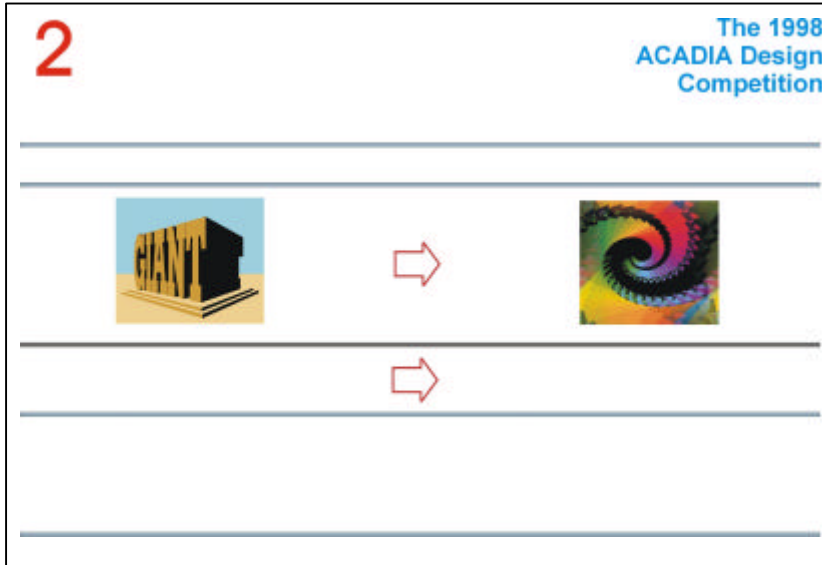 2
The 1998
ACADIA Design
Competition
GIANT